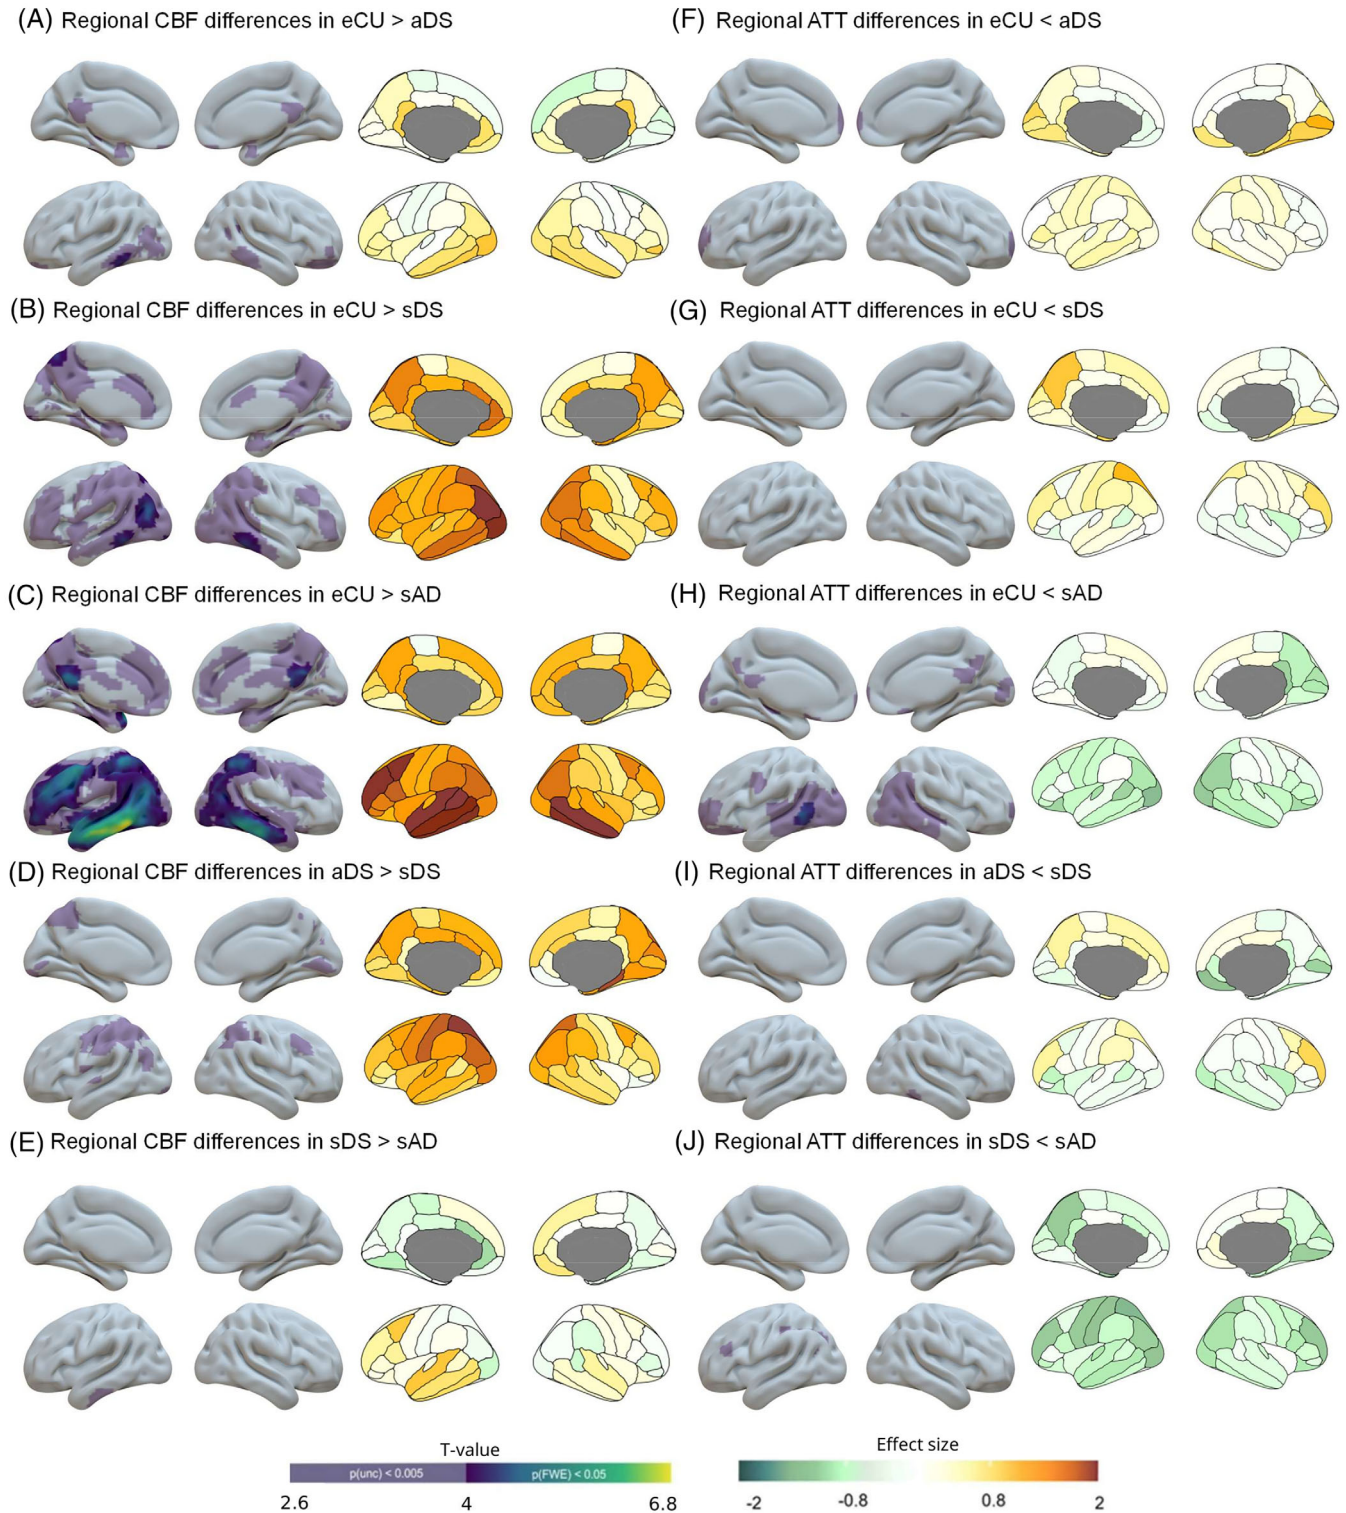 (A) Regional CBF differences in eCU > aDS
(F) Regional ATT differences in eCU < aDS
(B) Regional CBF differences in eCU > sDS
(G) Regional ATT differences in eCU < sDS
(C) Regional CBF differences in eCU > sAD
(H) Regional ATT differences in eCU < sAD
(D) Regional CBF differences in aDS > sDS
(I) Regional ATT differences in aDS < sDS
(E) Regional CBF differences in sDS > sAD
(J) Regional ATT differences in sDS < sAD
T-value
p(unc) < 0.005 p(FWE) < 0.05
2.6 4 6.8
Effect size
-2 -0.8 0.8 2